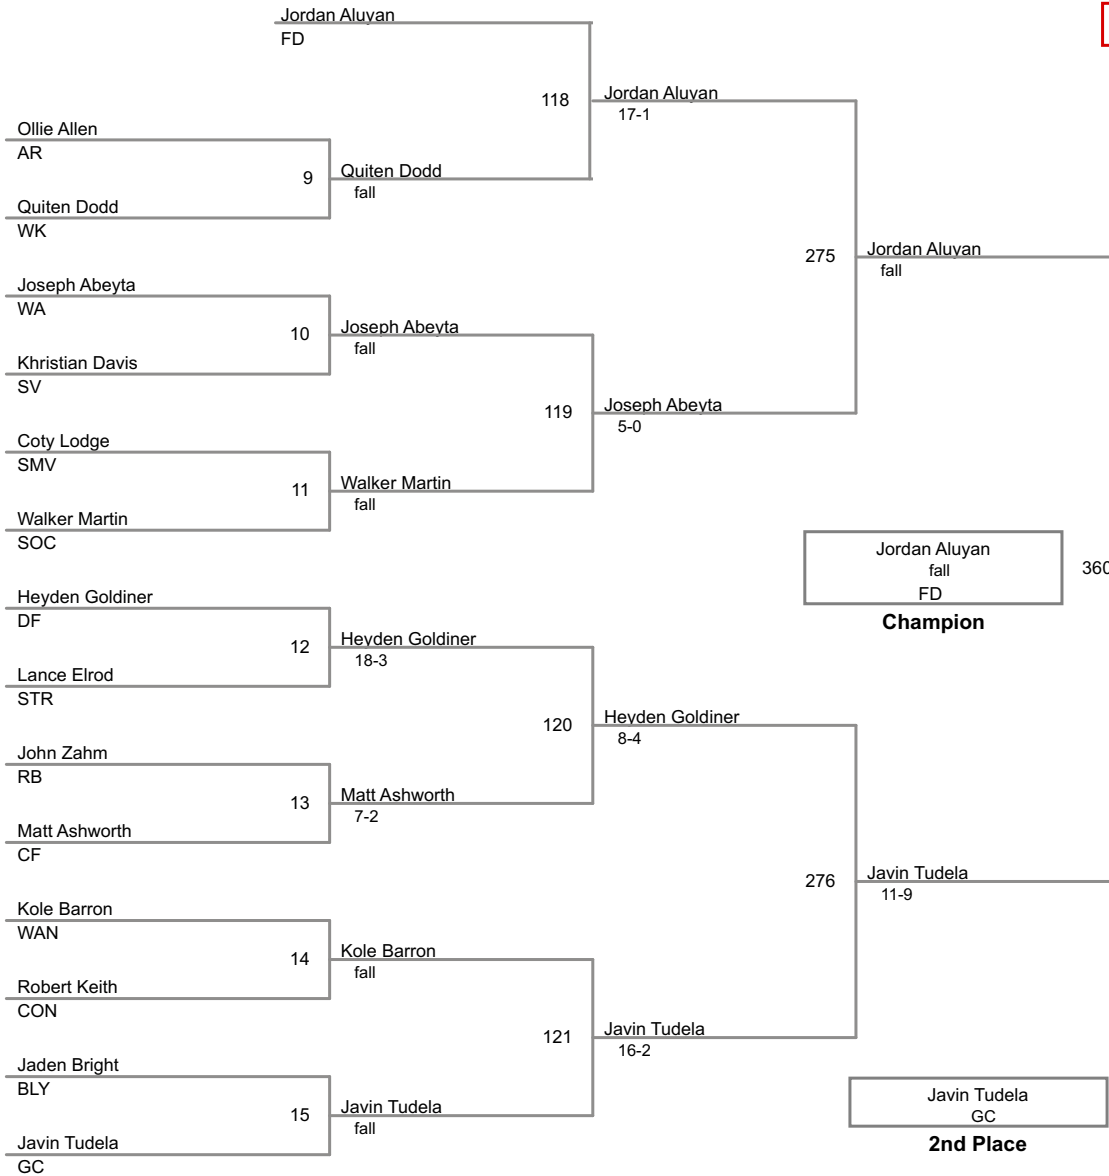 Jordan Aluyan
FD
118
Jordan Aluyan
17-1
Ollie Allen
AR
9
Quiten Dodd
fall
Quiten Dodd
WK
275
Jordan Aluyan
fall
Joseph Abeyta
WA
10
Joseph Abeyta
fall
Khristian Davis
SV
119
Joseph Abeyta
5-0
Coty Lodge
SMV
11
Walker Martin
fall
Walker Martin
SOC
Jordan Aluyan
fall
FD
360
Champion
Heyden Goldiner
DF
12
Heyden Goldiner
18-3
Lance Elrod
STR
120
Heyden Goldiner
8-4
John Zahm
RB
13
Matt Ashworth
7-2
Matt Ashworth
CF
276
Javin Tudela
11-9
Kole Barron
WAN
14
Kole Barron
fall
Robert Keith
CON
121
Javin Tudela
16-2
Jaden Bright
BLY
15
Javin Tudela
fall
Javin Tudela
GC
Javin Tudela
GC
2nd Place